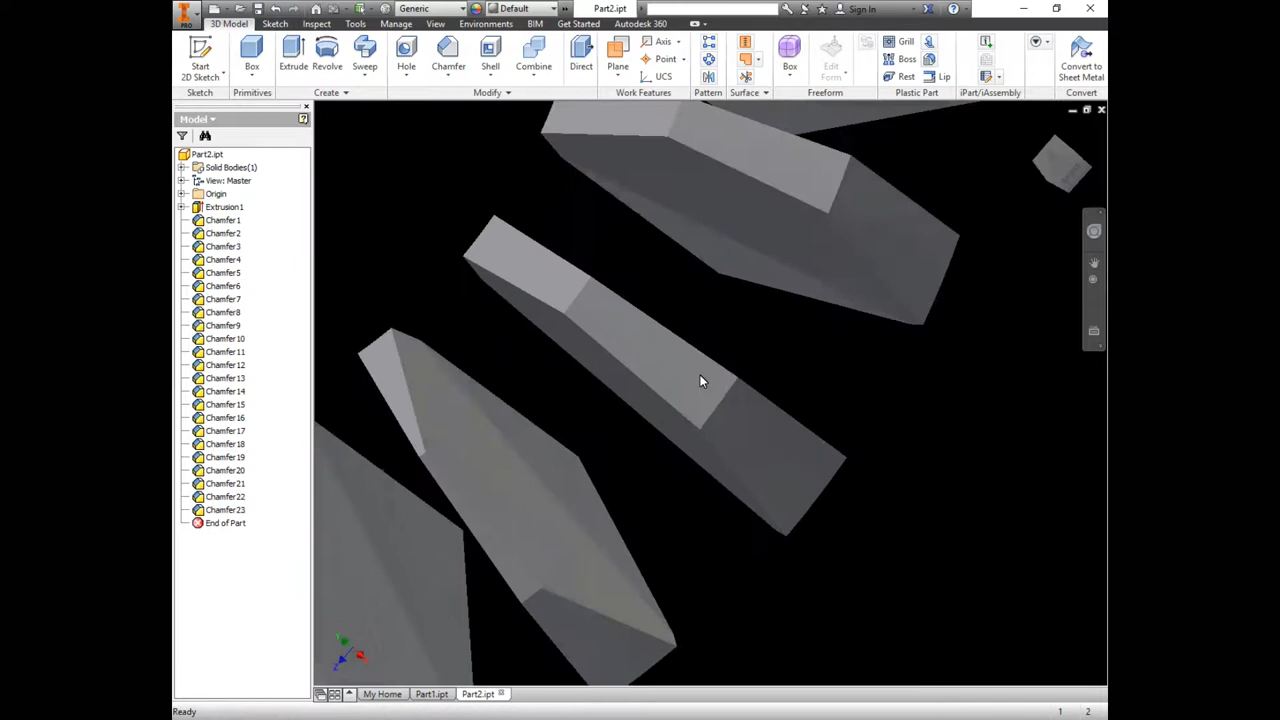 Generic
Default
Part2.ipt
Sign In
3D Model
Sketch
Inspect
Tools
Manage
View
Environments
BIM
Get Started
Autodesk 360
PRO
Start
2D Sketch
Box
Extrude
Revolve
Sweep
Hole
Chamfer
Shell
Combine
Direct
Plane
Axis
Point
UCS
Box
Edit
Form
Grill
Boss
Rest
Lip
Convert to
Sheet Metal
Sketch
Primitives
Create
Modify
Work Features
Pattern
Surface
Freeform
Plastic Part
iPart/iAssembly
Convert
Model
Part2.ipt
Solid Bodies(1)
View: Master
Origin
Extrusion1
Chamfer1
Chamfer2
Chamfer3
Chamfer4
Chamfer5
Chamfer6
Chamfer7
Chamfer8
Chamfer9
Chamfer10
Chamfer11
Chamfer12
Chamfer13
Chamfer14
Chamfer15
Chamfer16
Chamfer17
Chamfer18
Chamfer19
Chamfer20
Chamfer21
Chamfer22
Chamfer23
End of Part
My Home
Part1.ipt
Part2.ipt
Ready
1
2